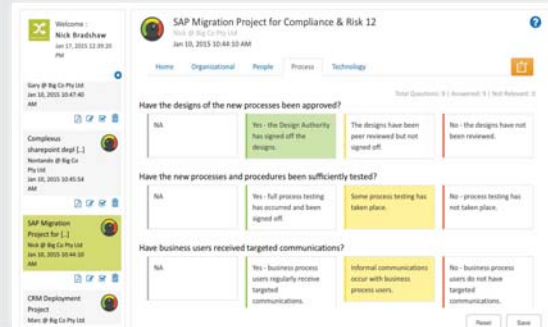 Welcome :
Nick Bradshaw
Jan 17, 2015 12:39:20
PM
Gary @ Big Co Pty Ltd
Jan 10, 2015 10:47:40
AM
Complexus
sharepoint depl [..]
@ Big Co
Pty Ltd
Jan 10, 2015 10:45:54
AM
SAP Migration
Project for [..]
Nick @ Big Co Pty Ltd
Jan 10, 2015 10:44:10
AM
CRM Deployment
Project
Marc @ Big Co Pty Ltd
SAP Migration Project for Compliance & Risk 12
Nick @ Big Co Pty Ltd
Jan 10, 2015 10:44:10 AM
Home Organizational People Process Technology
Total Questions: 9 | Answered: 9 | Not Relevant: 0
Have the designs of the new processes been approved?
NA
Yes - the Design Authority
has signed off the
designs.
The designs have been
peer reviewed but not
signed off.
No - the designs have not
been reviewed.
Have the new processes and procedures been sufficiently tested?
NA
Yes - full process testing
has occurred and been
signed off.
Some process testing has
taken place.
No - process testing has
not taken place.
Have business users received targeted communications?
NA
Yes - business process
users regularly receive
targeted
communications.
Informal communications
occur with business
process users.
No - business process
users do not have
targeted
communications.
Reset Save